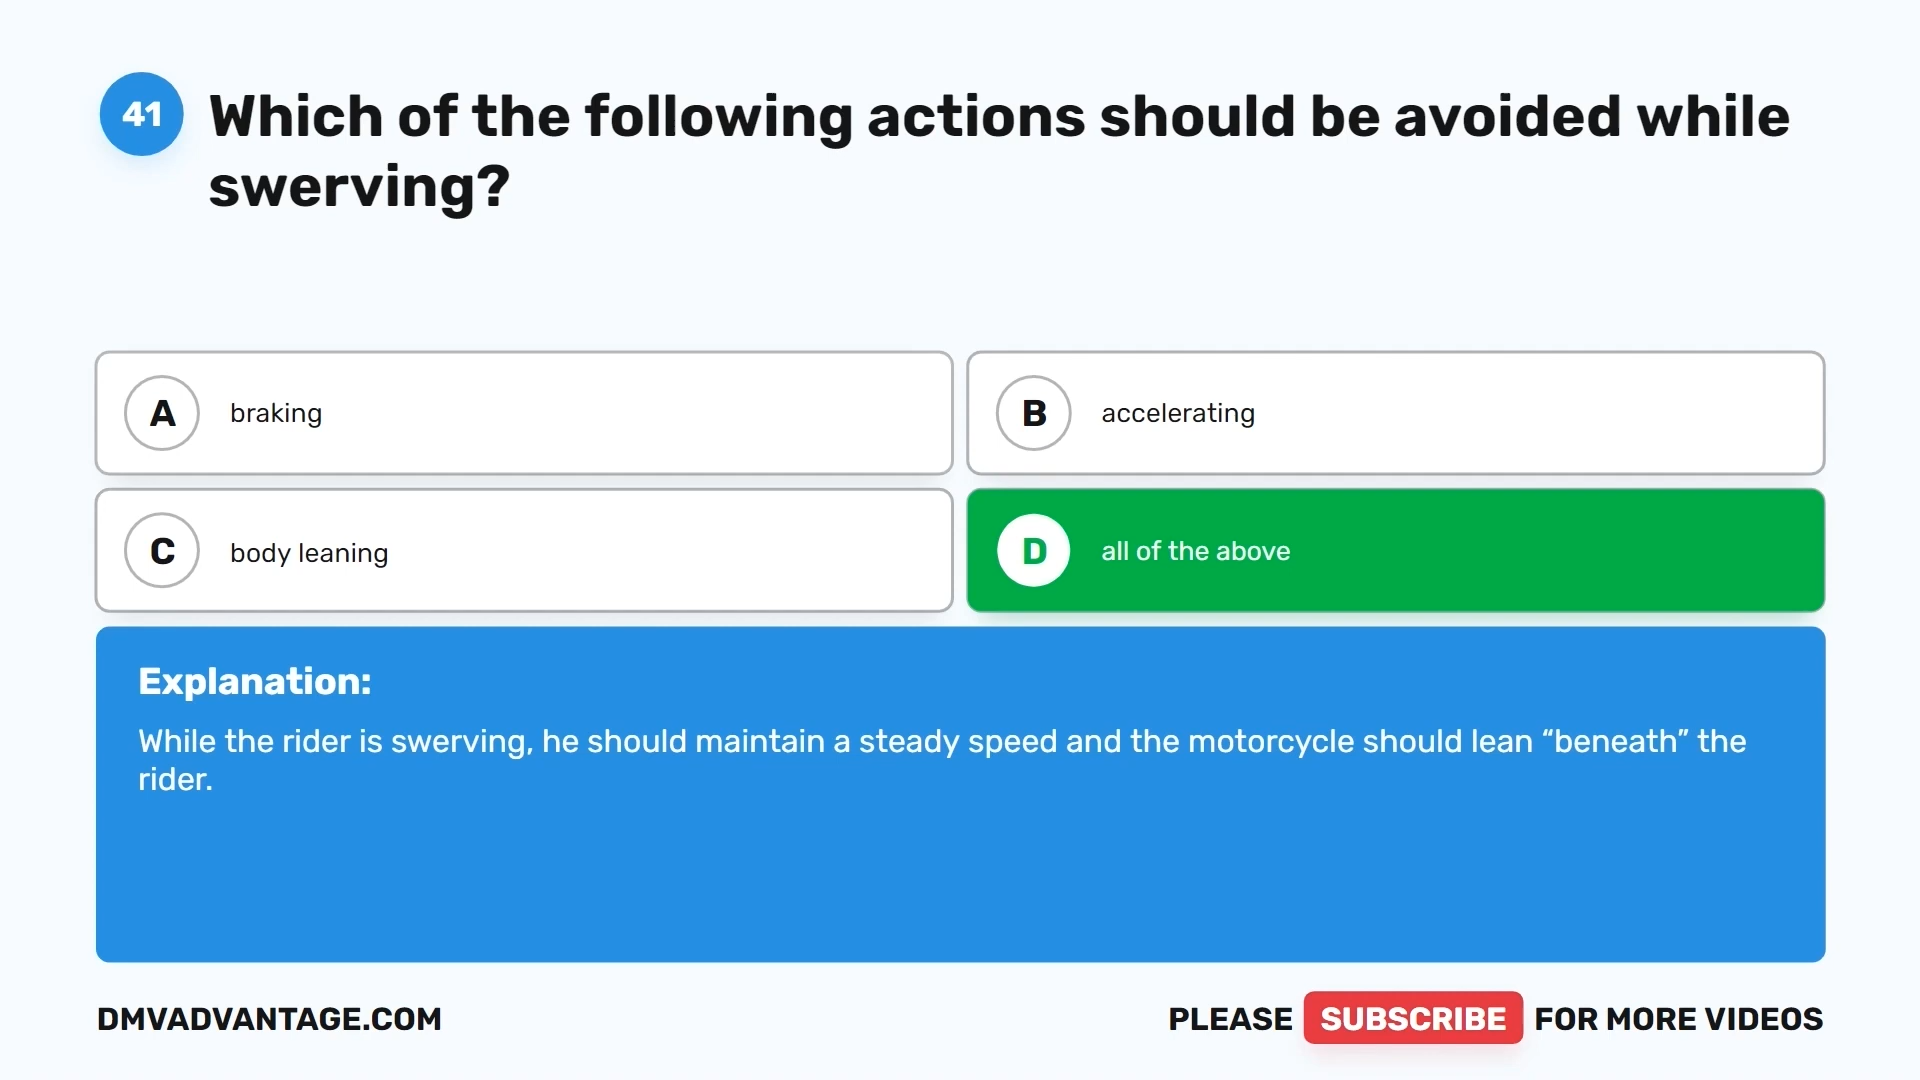 41
Which of the following actions should be avoided while
swerving?
A braking
B accelerating
C body leaning
D all of the above
Explanation:
While the rider is swerving, he should maintain a steady speed and the motorcycle should lean “beneath” the
rider.
DMVADVANTAGE.COM
PLEASE SUBSCRIBE FOR MORE VIDEOS